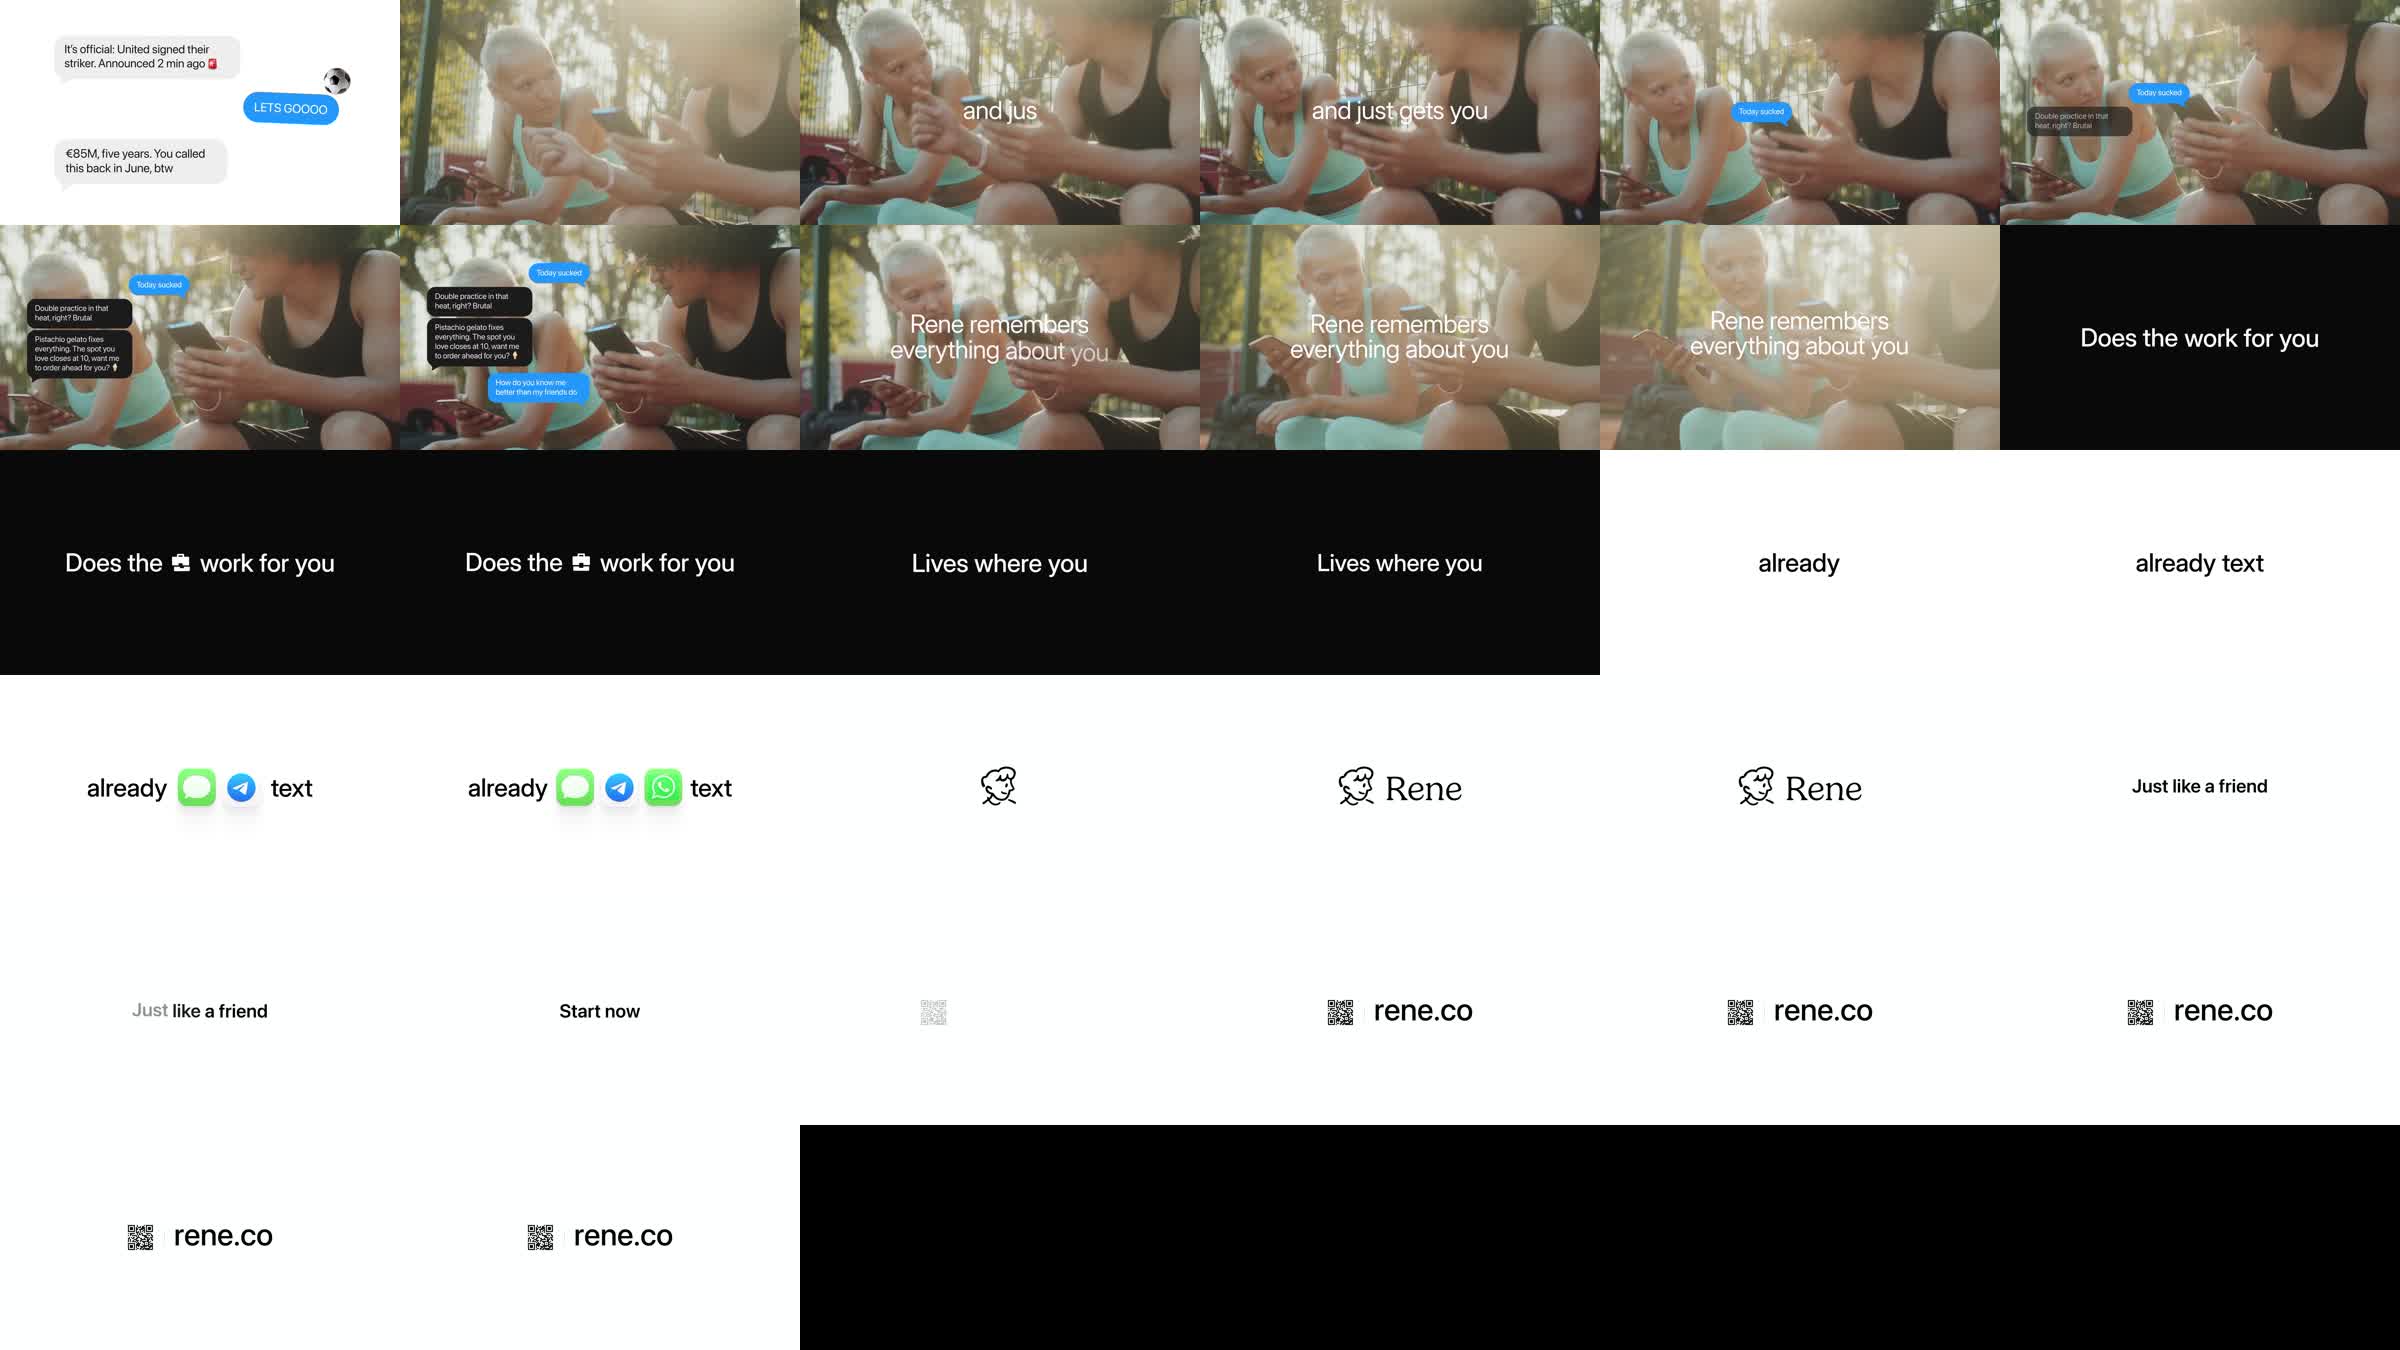 It's official: United signed their
striker. Announced 2 min ago 🚨
LETS GOOOO
€85M, five years. You called
this back in June, btw
and jus
and just gets you
Today sucked
Today sucked
Double practice in that
heat, right? Brutal
Today sucked
Double practice in that
heat, right? Brutal
Pistachio gelato fixes
everything. The spot you
love closes at 10, want me
to order ahead for you? 🍦
Today sucked
Double practice in that
heat, right? Brutal
Pistachio gelato fixes
everything. The spot you
love closes at 10, want me
to order ahead for you? 🍦
How do you know me
better than my friends do
Rene remembers
everything about you
Rene remembers
everything about you
Rene remembers
everything about you
Does the work for you
Does the 💼 work for you
Does the 💼 work for you
Lives where you
Lives where you
already
already text
already text
already text
Rene
Rene
Just like a friend
Just like a friend
Start now
rene.co
rene.co
rene.co
rene.co
rene.co